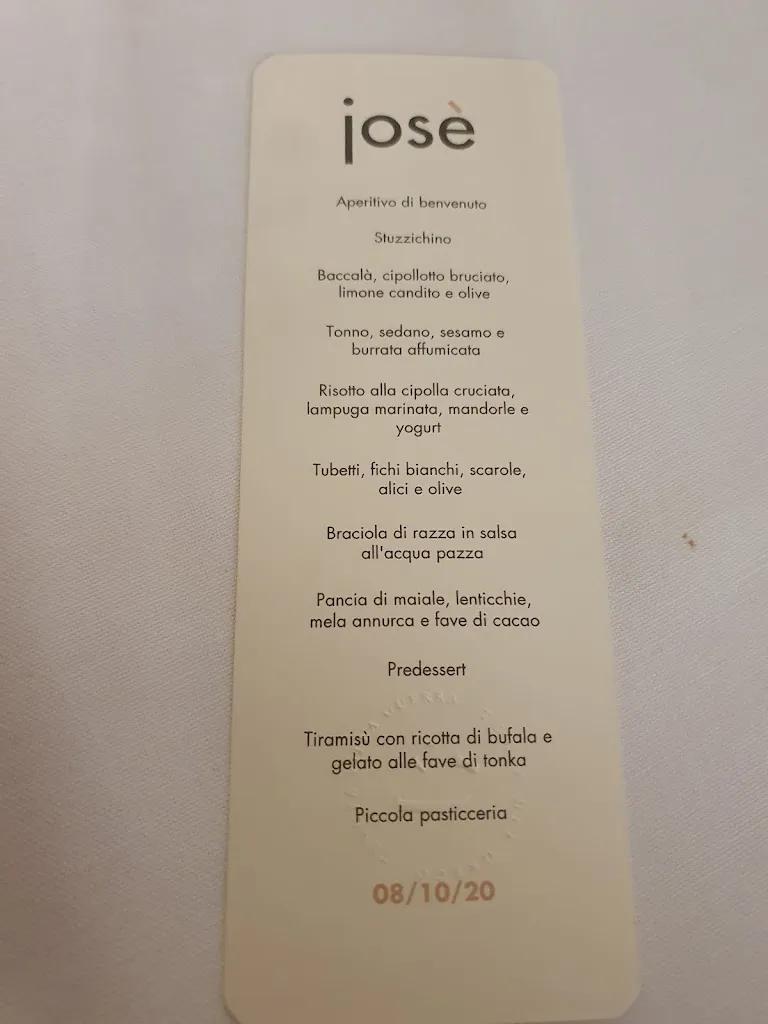 josè
Aperitivo di benvenuto
Stuzzichino
Baccalà, cipollotto bruciato,
limone candito e olive
Tonno, sedano, sesamo e
burrata affumicata
Risotto alla cipolla cruciata,
lampuga marinata, mandorle e
yogurt
Tubetti, fichi bianchi, scarole,
alici e olive
Braciola di razza in salsa
all'acqua pazza
Pancia di maiale, lenticchie,
mela annurca e fave di cacao
Predessert
Tiramisù con ricotta di bufala e
gelato alle fave di tonka
Piccola pasticceria
08/10/20